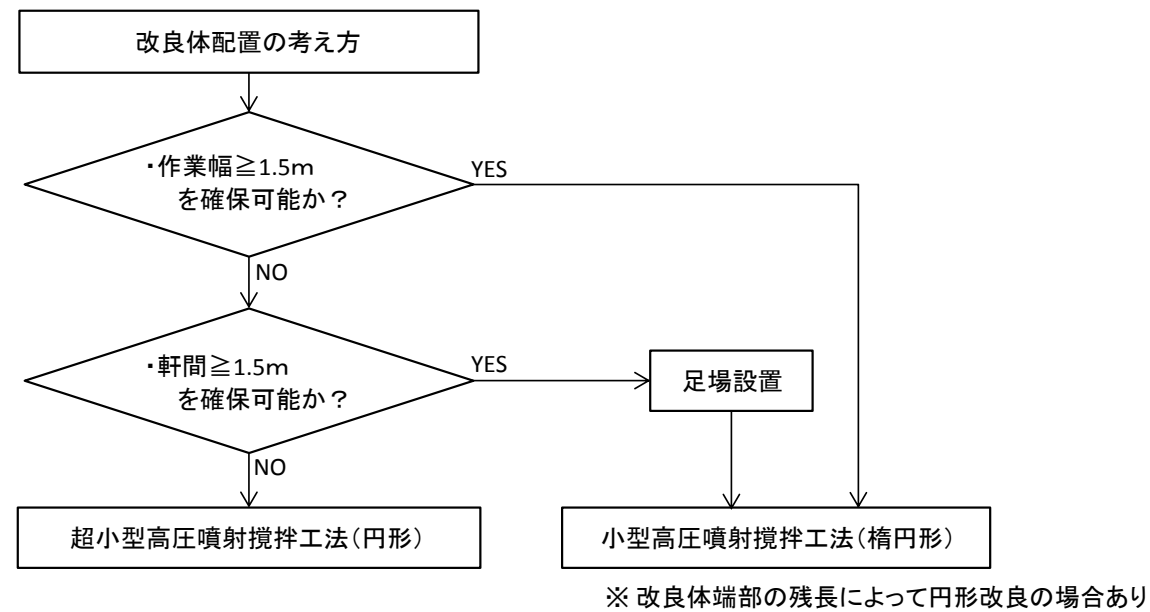 改良体配置の考え方
・作業幅≧1.5m
を確保可能か？
YES
NO
・軒間≧1.5m
を確保可能か？
YES
足場設置
NO
超小型高圧噴射撹拌工法（円形）
小型高圧噴射撹拌工法（楕円形）
※ 改良体端部の残長によって円形改良の場合あり